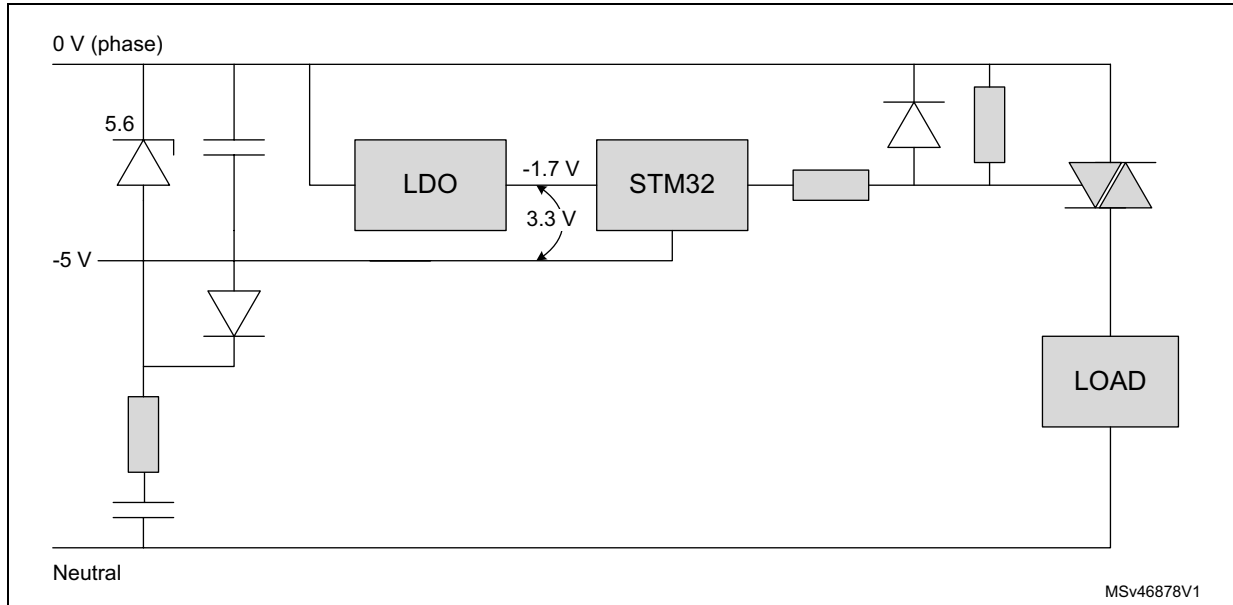 0 V (phase)
5.6
LDO
-1.7 V
STM32
3.3 V
-5 V
LOAD
Neutral
MSv46878V1